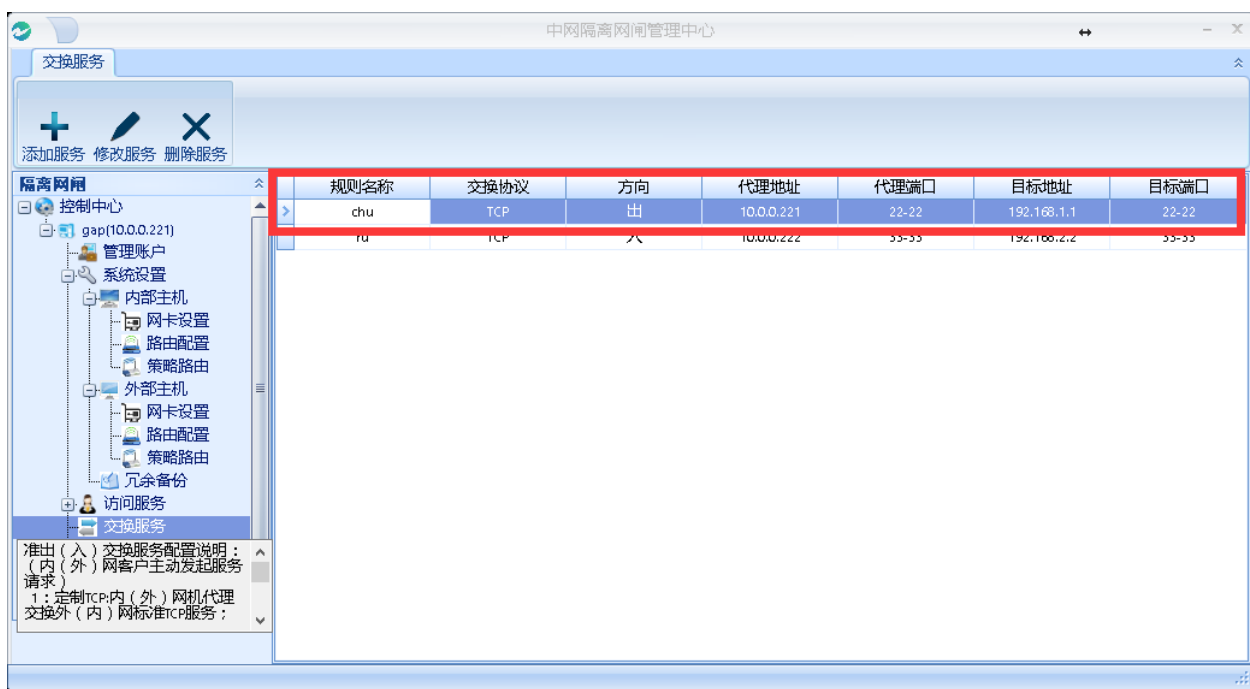 中网隔离网闸管理中心
交换服务
添加服务 修改服务 删除服务
隔离网闸
控制中心
gap(10.0.0.221)
管理账户
系统设置
内部主机
网卡设置
路由配置
策略路由
外部主机
网卡设置
路由配置
策略路由
冗余备份
访问服务
交换服务
准出(入)交换服务配置说明:
(内(外)网客户主动发起服务
请求)
1:定制TCP:内(外)网机代理
交换外(内)网标准TCP服务;
规则名称 交换协议 方向 代理地址 代理端口 目标地址 目标端口
chu TCP 出 10.0.0.221 22-22 192.168.1.1 22-22
ru TCP 入 10.0.0.222 33-33 192.168.2.2 33-33